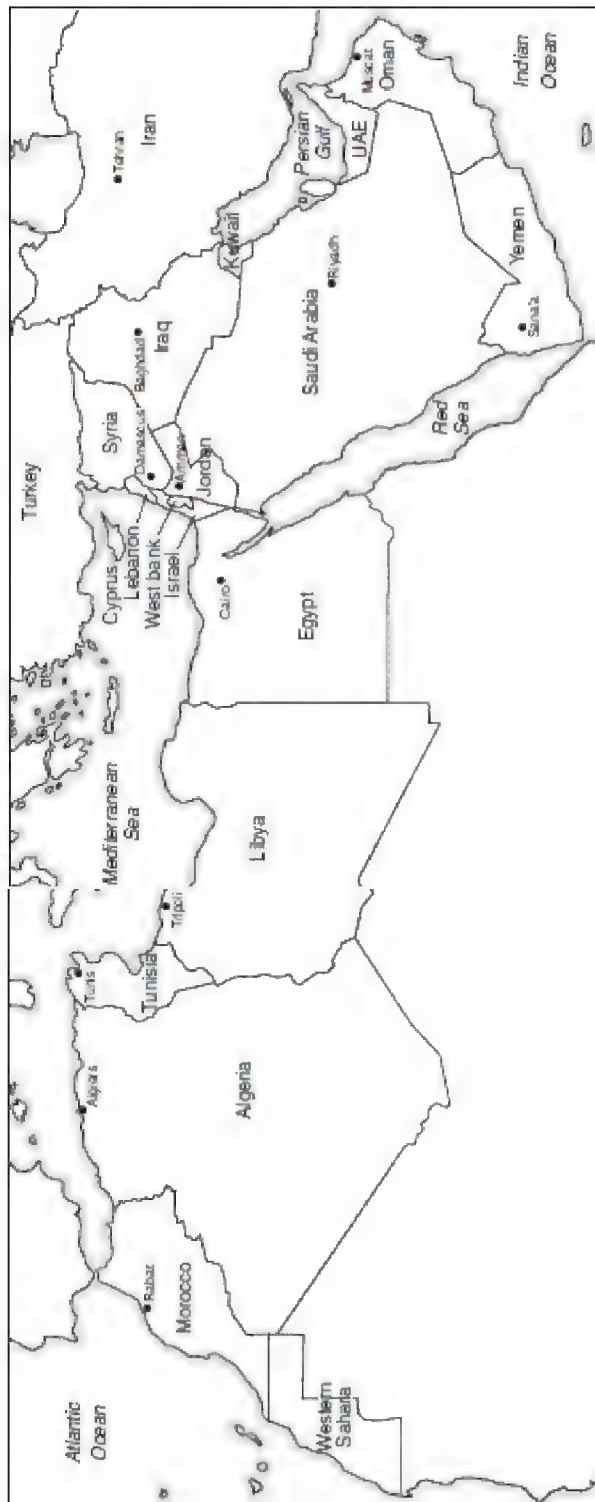 Atlantic
Ocean
Rabat
Morocco
Western
Sahara
Algiers
Algeria
Tunis
Tunisia
Tripoli
Libya
Mediterranean
Sea
Turkey
Cyprus
Lebanon
West bank
Israel
Cairo
Egypt
Syria
Damascus
Amman
Jordan
Baghdad
Iraq
Tehran
Iran
Kuwait
Persian
Gulf
Riyadh
Saudi Arabia
Red
Sea
UAE
Muscat
Oman
Yemen
Sana'a
Indian
Ocean